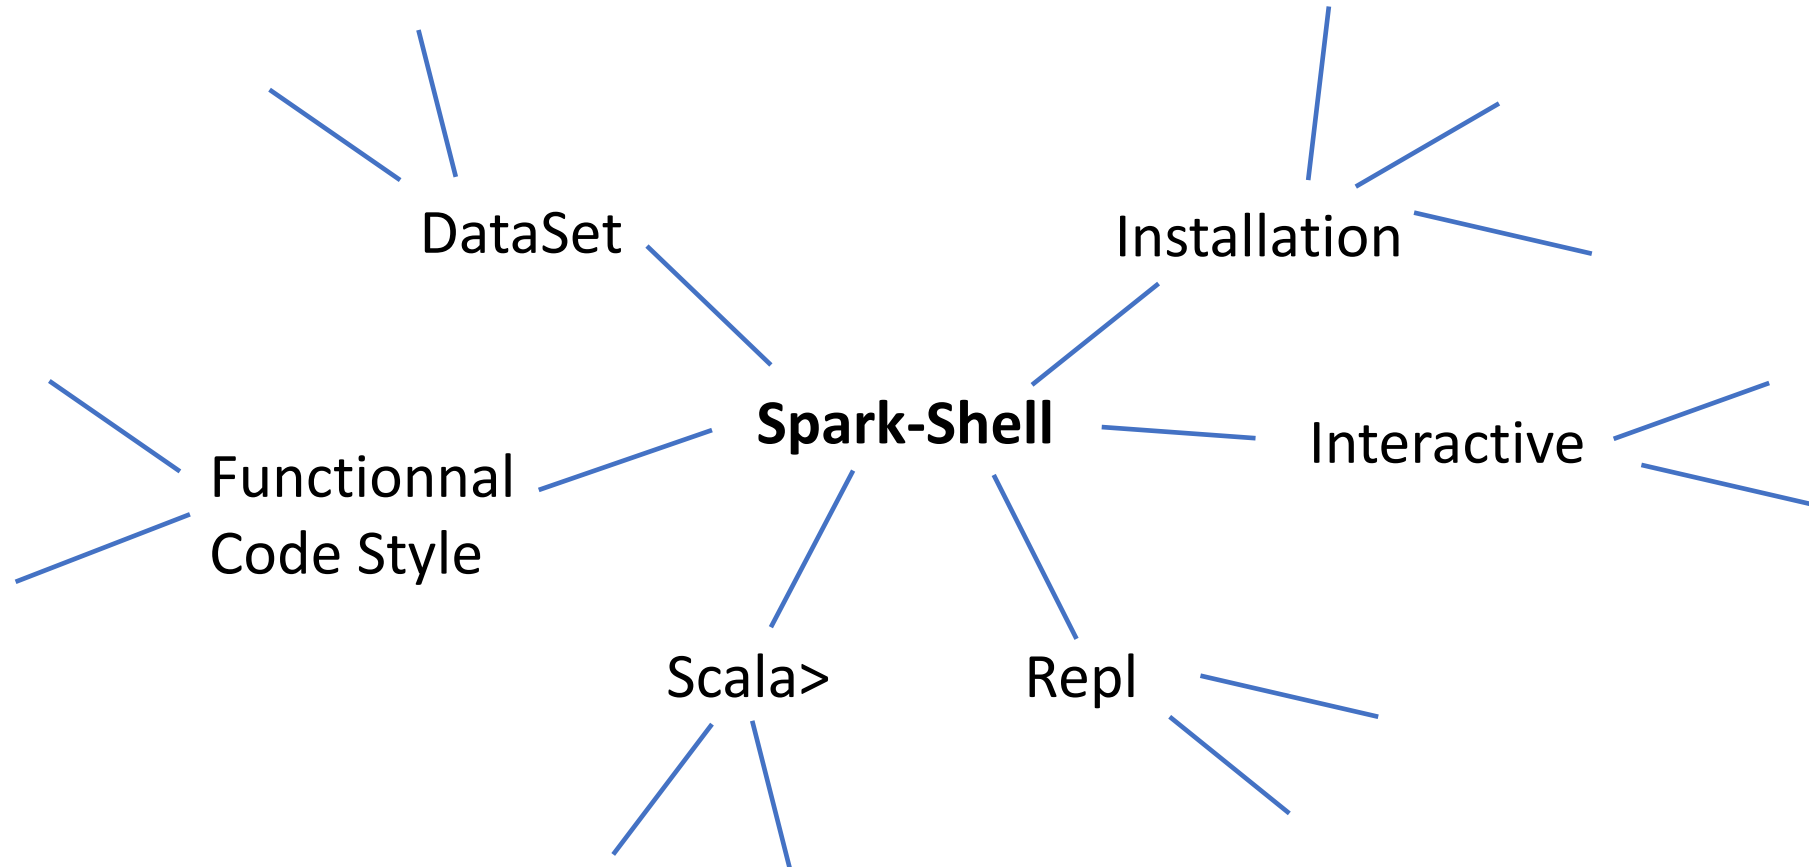 DataSet
Installation
Spark-Shell
Interactive
Functionnal
Code Style
Scala>
Repl